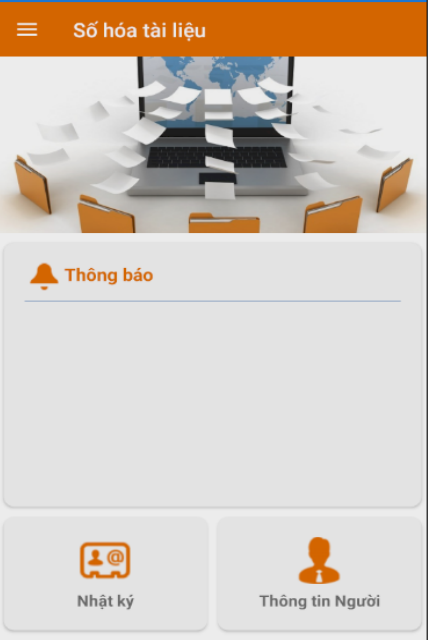 Số hóa tài liệu
Thông báo
Nhật ký
Thông tin Người